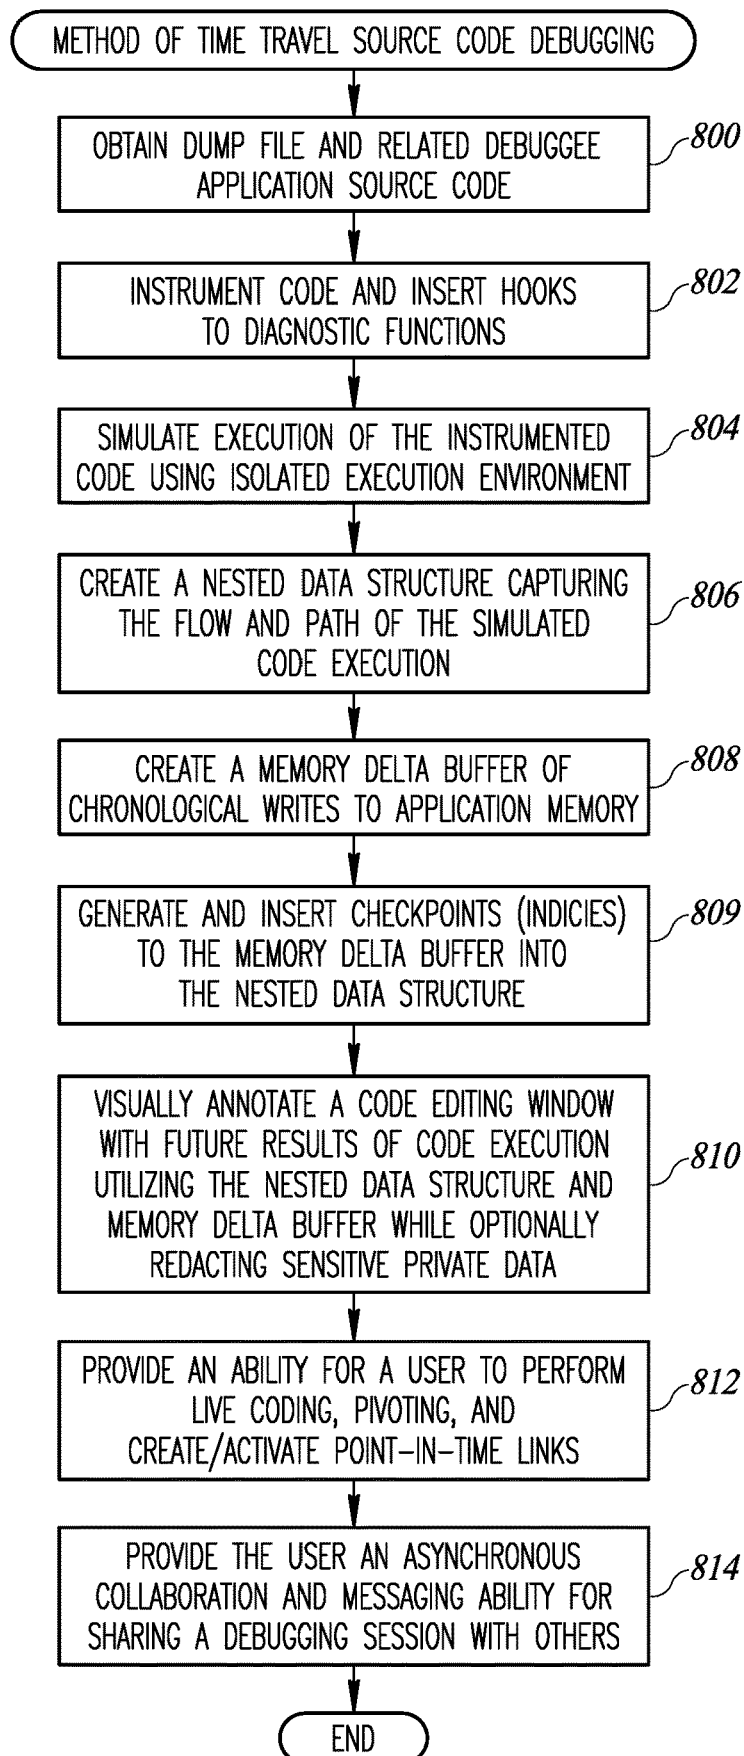 METHOD OF TIME TRAVEL SOURCE CODE DEBUGGING
OBTAIN DUMP FILE AND RELATED DEBUGGEE
APPLICATION SOURCE CODE
800
INSTRUMENT CODE AND INSERT HOOKS
TO DIAGNOSTIC FUNCTIONS
802
SIMULATE EXECUTION OF THE INSTRUMENTED
CODE USING ISOLATED EXECUTION ENVIRONMENT
804
CREATE A NESTED DATA STRUCTURE CAPTURING
THE FLOW AND PATH OF THE SIMULATED
CODE EXECUTION
806
CREATE A MEMORY DELTA BUFFER OF
CHRONOLOGICAL WRITES TO APPLICATION MEMORY
808
GENERATE AND INSERT CHECKPOINTS (INDICIES)
TO THE MEMORY DELTA BUFFER INTO
THE NESTED DATA STRUCTURE
809
VISUALLY ANNOTATE A CODE EDITING WINDOW
WITH FUTURE RESULTS OF CODE EXECUTION
UTILIZING THE NESTED DATA STRUCTURE AND
MEMORY DELTA BUFFER WHILE OPTIONALLY
REDACTING SENSITIVE PRIVATE DATA
810
PROVIDE AN ABILITY FOR A USER TO PERFORM
LIVE CODING, PIVOTING, AND
CREATE/ACTIVATE POINT-IN-TIME LINKS
812
PROVIDE THE USER AN ASYNCHRONOUS
COLLABORATION AND MESSAGING ABILITY FOR
SHARING A DEBUGGING SESSION WITH OTHERS
814
END